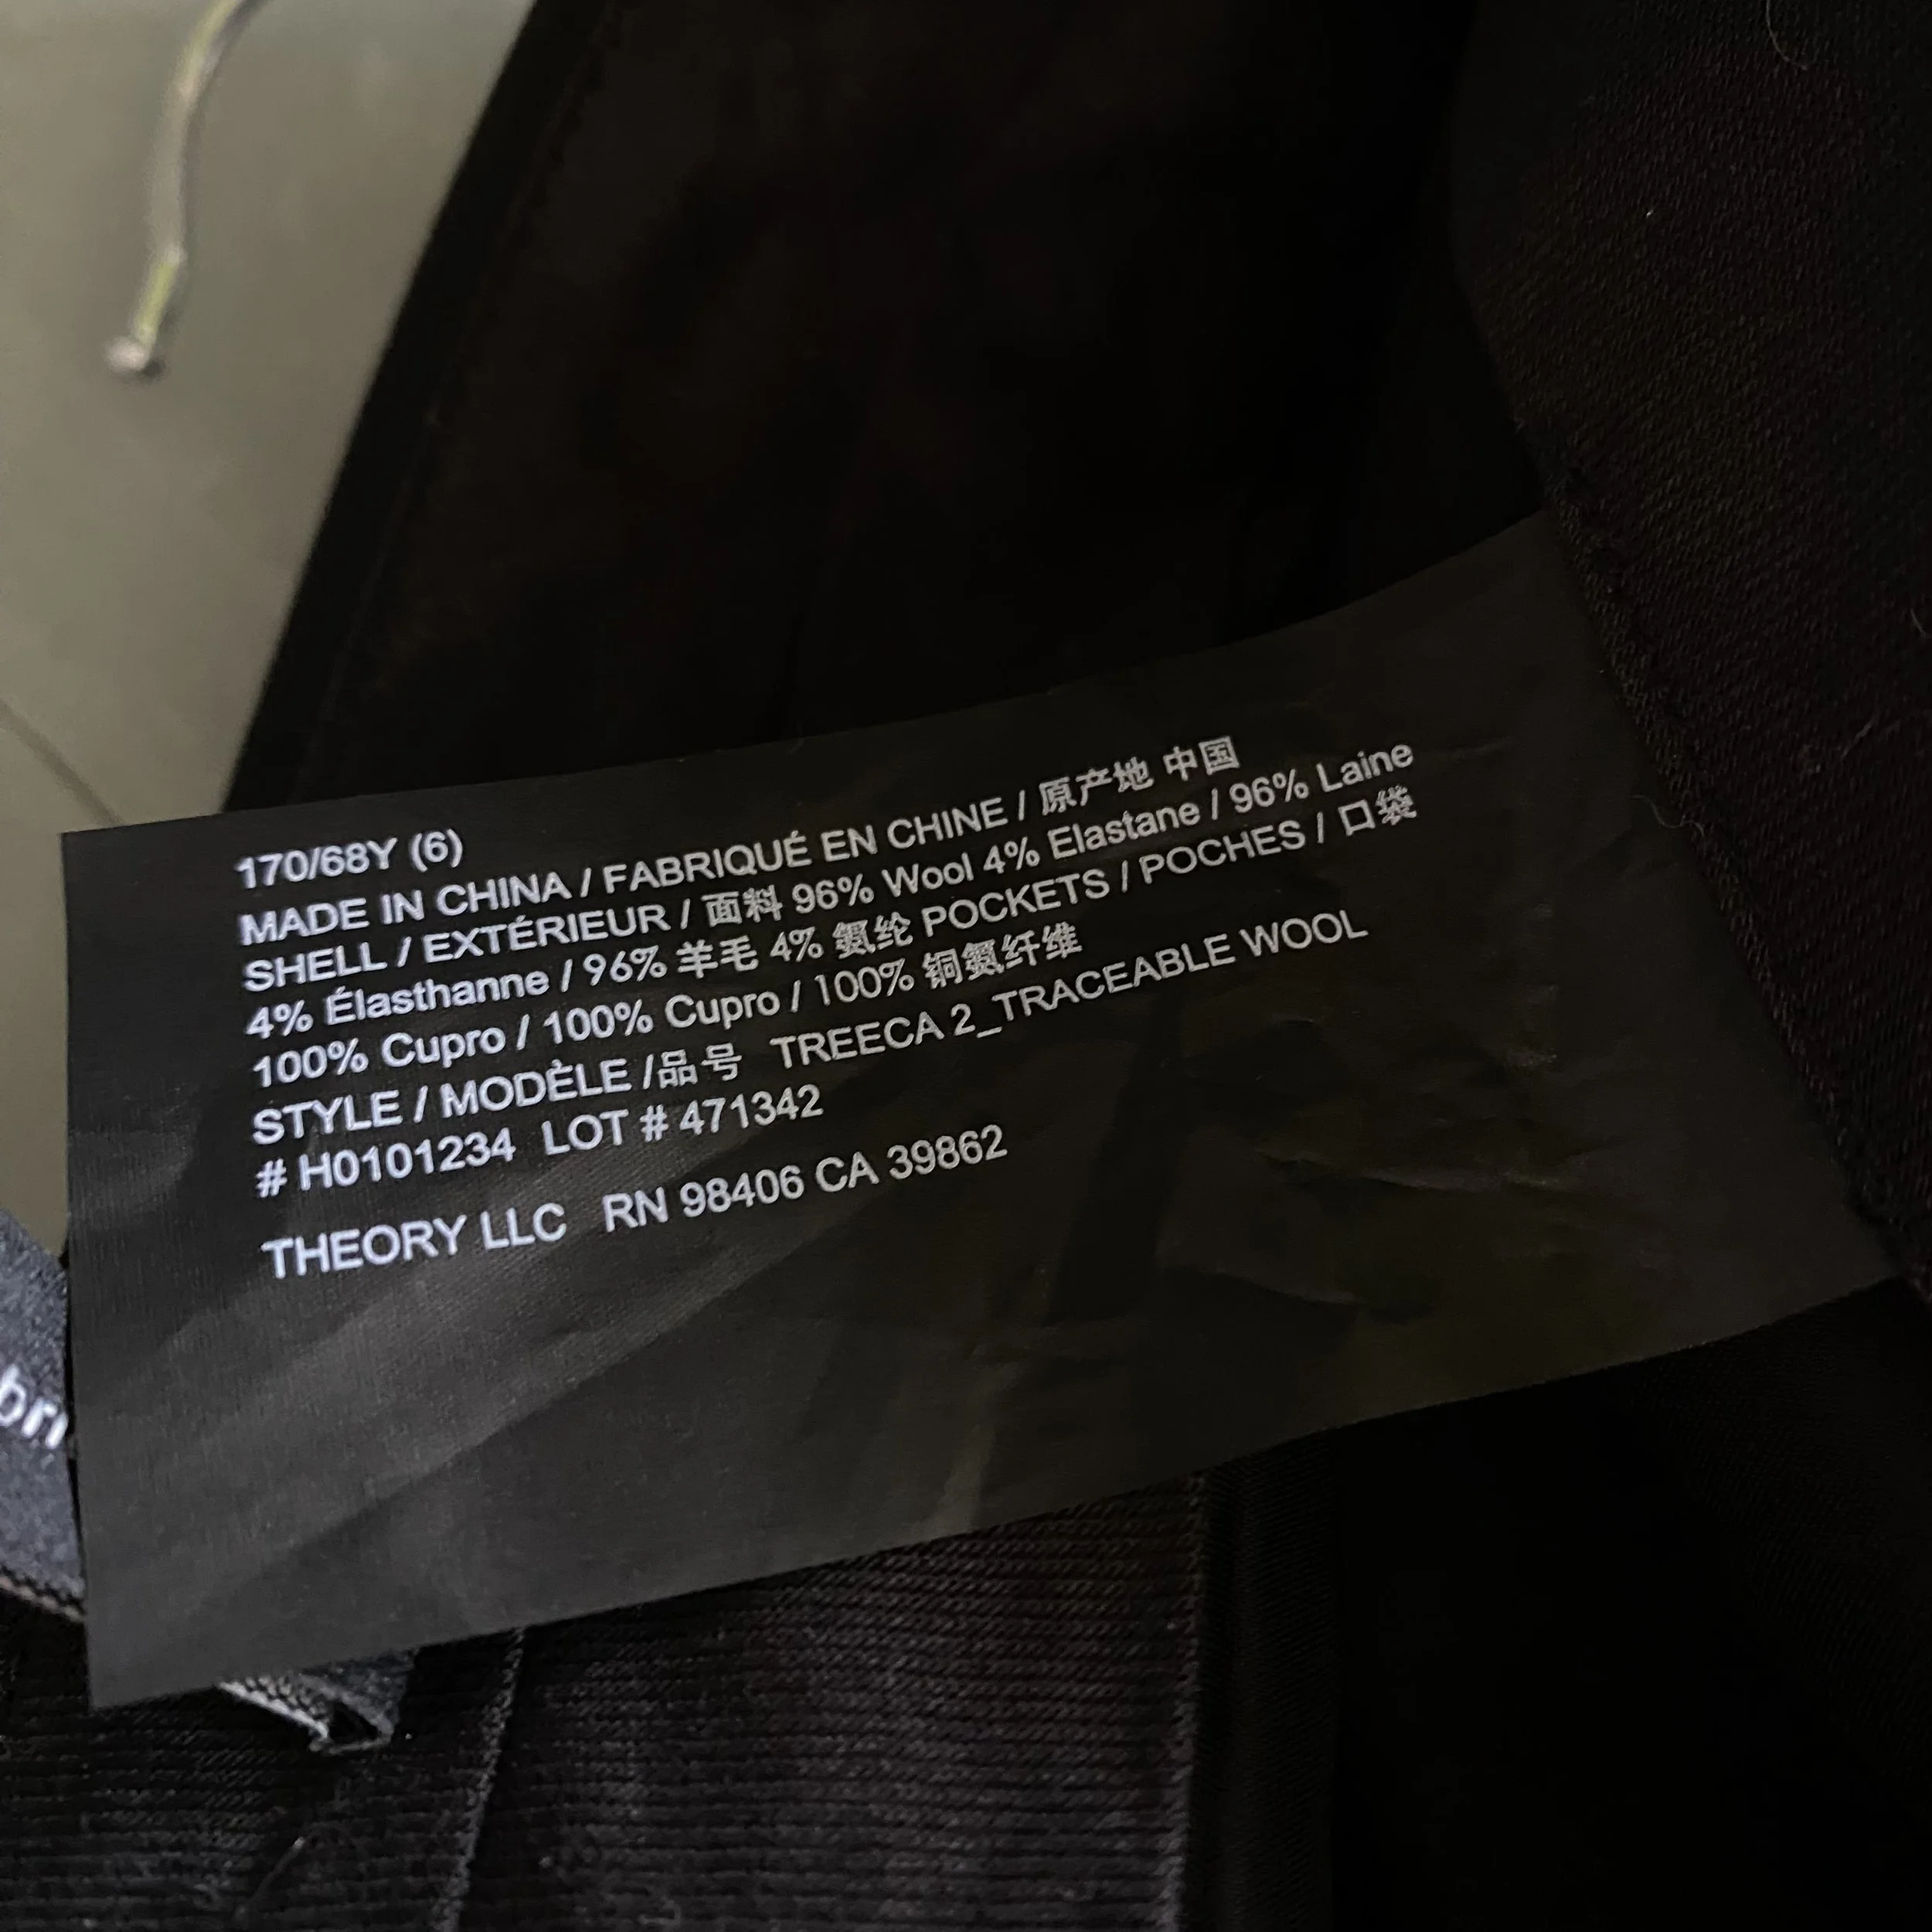 170/68Y (6)
MADE IN CHINA / FABRIQUÉ EN CHINE / 原产地 中国
SHELL / EXTÉRIEUR / 面料 96% Wool 4% Elastane / 96% Laine
4% Élasthanne / 96% 羊毛 4% 氨纶 POCKETS / POCHES / 口袋
100% Cupro / 100% Cupro / 100% 铜氨纤维
STYLE / MODÈLE /品号 TREECA 2_TRACEABLE WOOL
# H0101234 LOT # 471342
THEORY LLC RN 98406 CA 39862